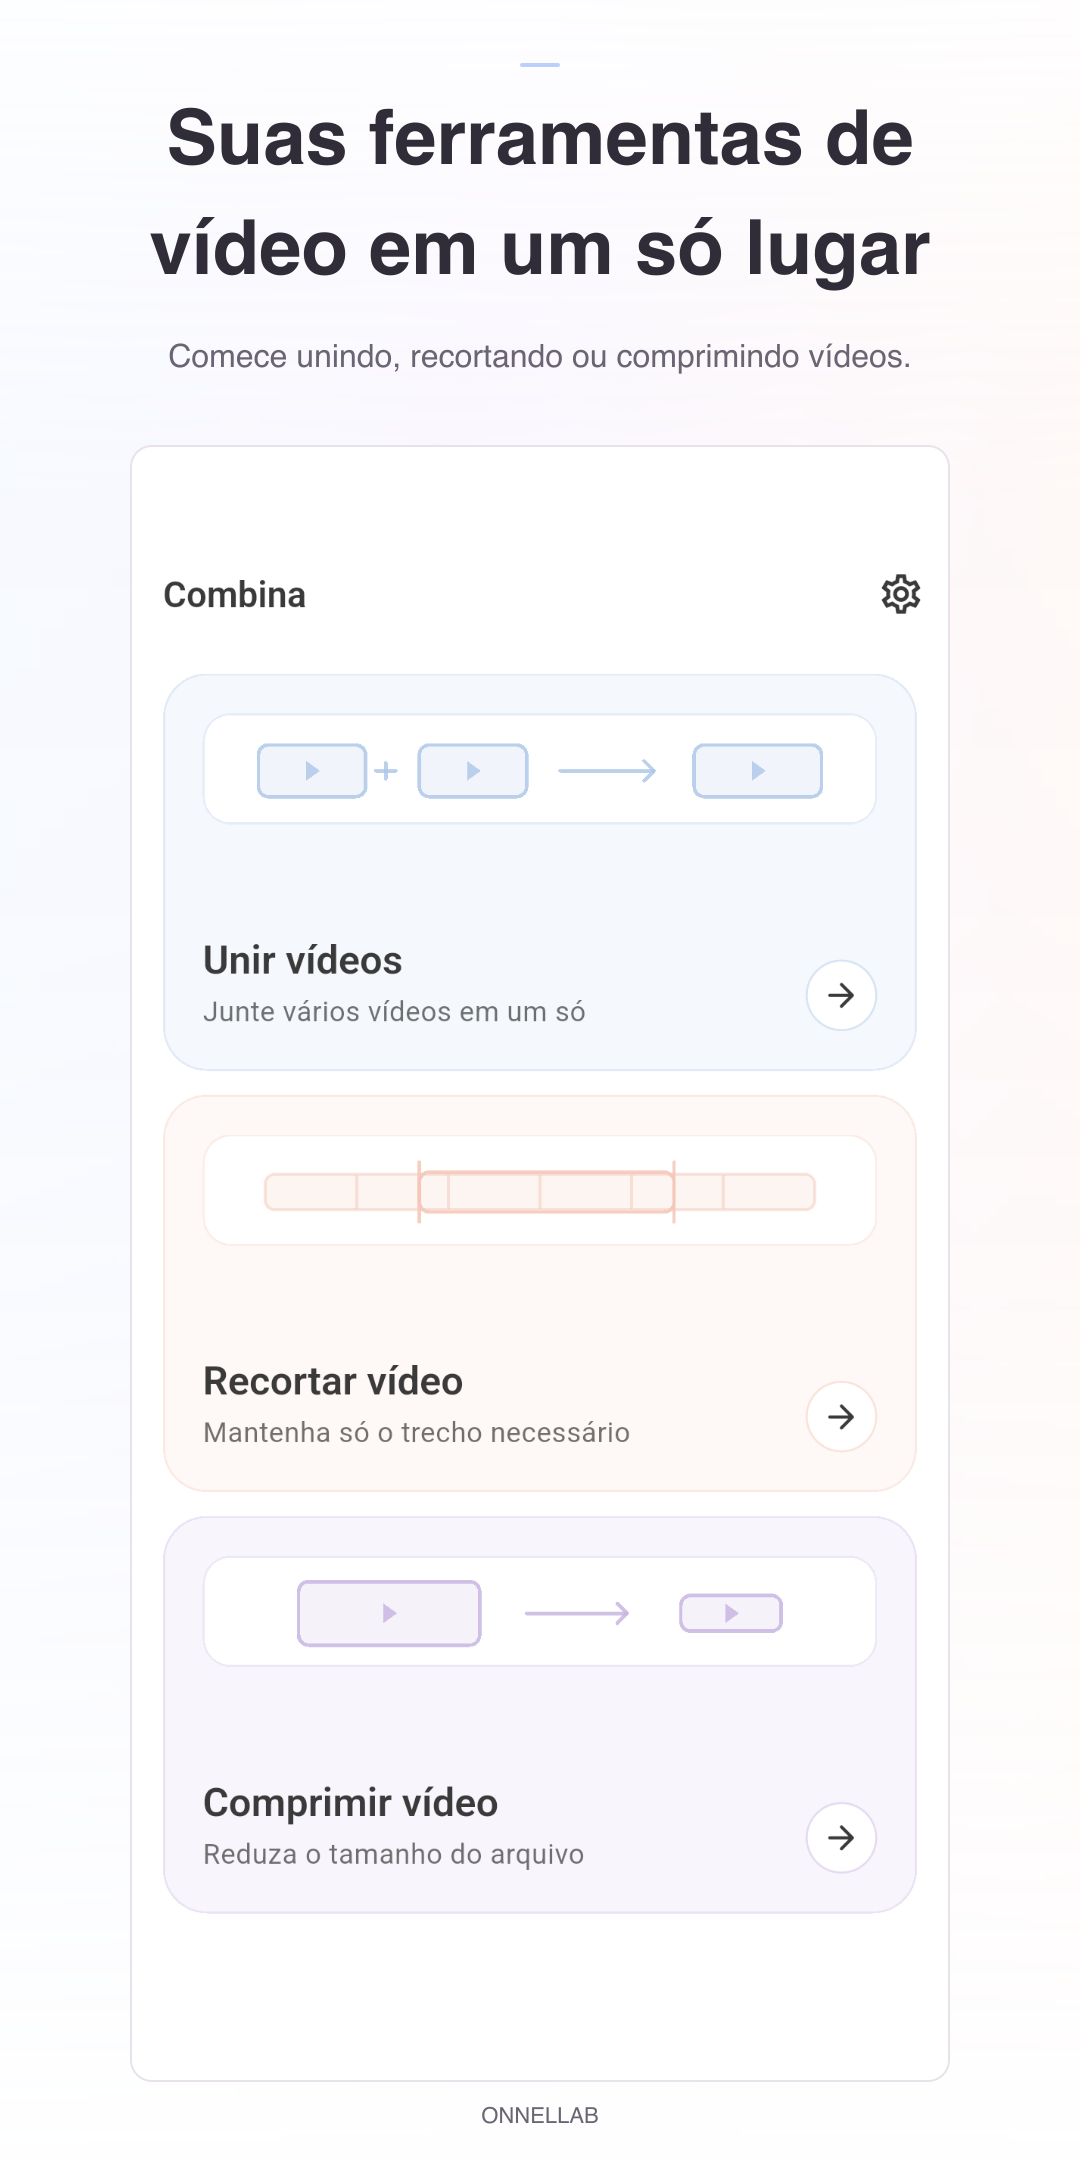 Suas ferramentas de
vídeo em um só lugar
Comece unindo, recortando ou comprimindo vídeos.
Combina
Unir vídeos
Junte vários vídeos em um só
Recortar vídeo
Mantenha só o trecho necessário
Comprimir vídeo
Reduza o tamanho do arquivo
ONNELLAB